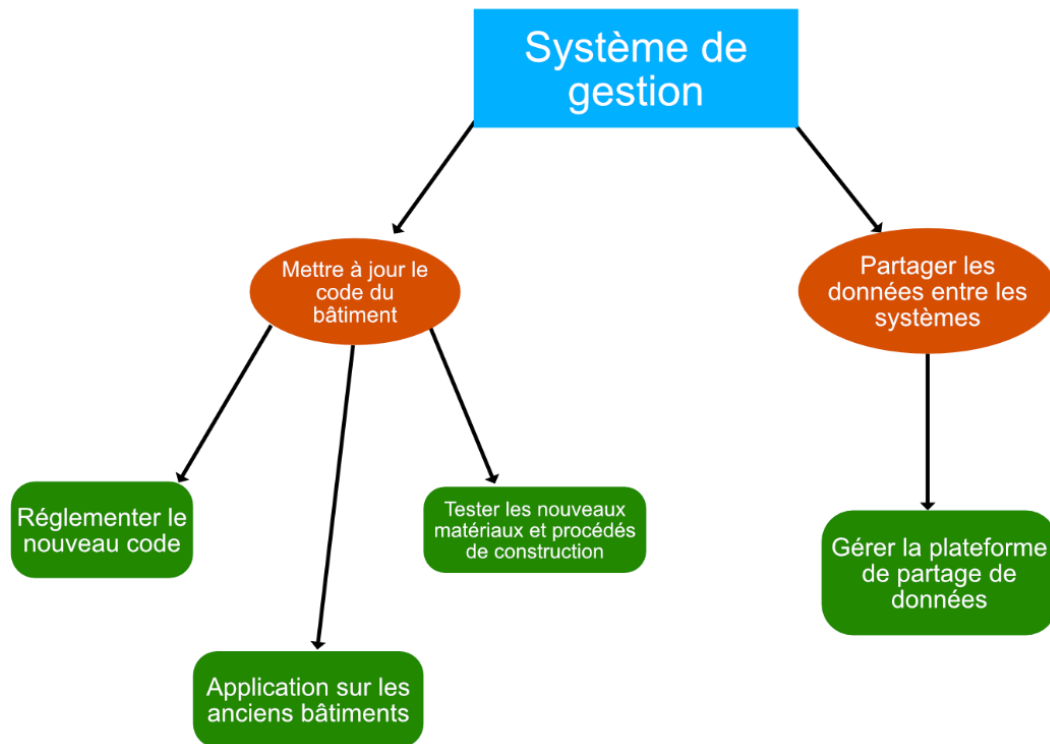 Système de
gestion
Mettre à jour le
code du
bâtiment
Partager les
données entre les
systèmes
Réglementer le
nouveau code
Tester les nouveaux
matériaux et procédés
de construction
Gérer la plateforme
de partage de
données
Application sur les
anciens bâtiments